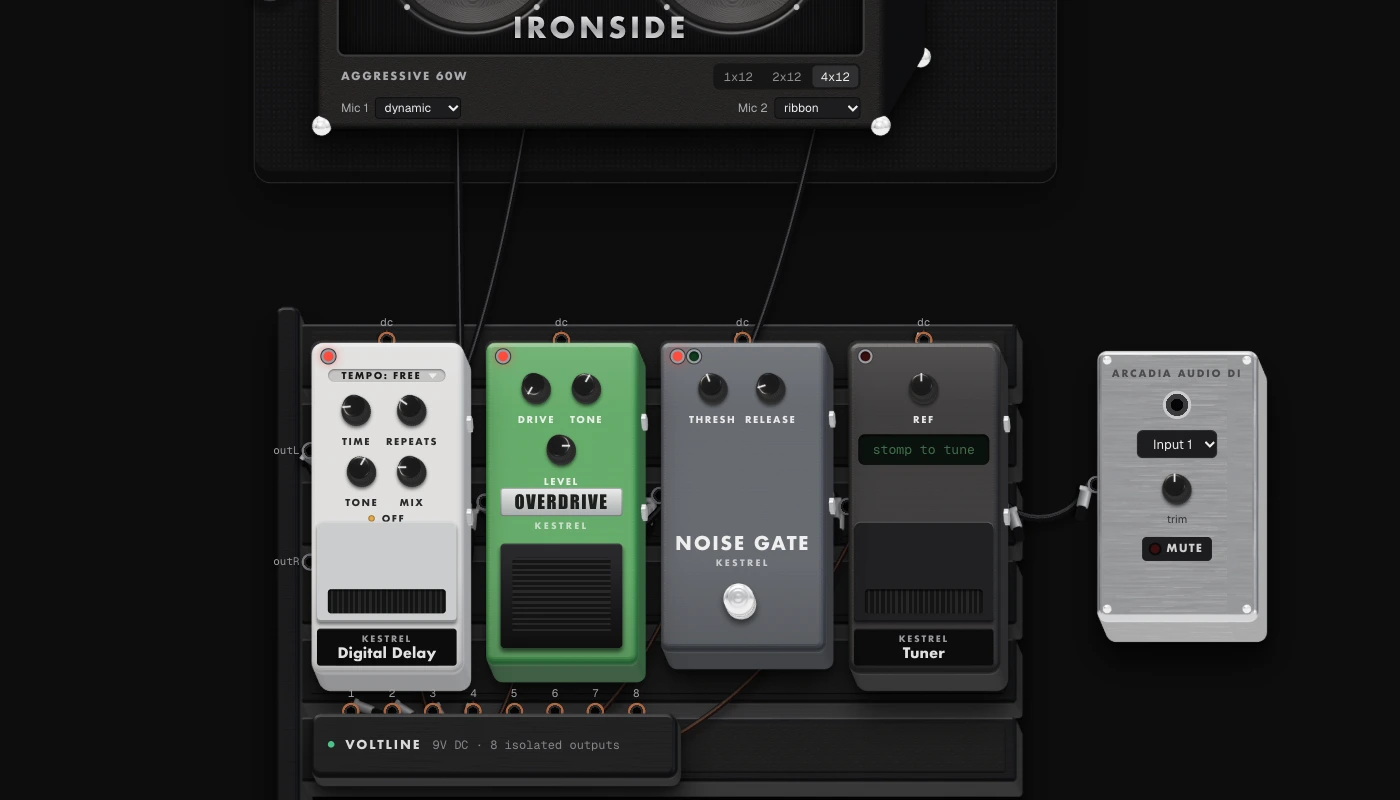 IRONSIDE
AGGRESSIVE 60W
1x12 2x12 4x12
Mic 1 dynamic
Mic 2 ribbon
dc dc dc dc
TEMPO: FREE
TIME REPEATS
TONE MIX
OFF
KESTREL
Digital Delay
DRIVE TONE
LEVEL
OVERDRIVE
KESTREL
THRESH RELEASE
NOISE GATE
KESTREL
REF
stomp to tune
KESTREL
Tuner
ARCADIA AUDIO DI
Input 1
trim
MUTE
outL
outR
1 2 3 4 5 6 7 8
VOLTLINE 9V DC · 8 isolated outputs